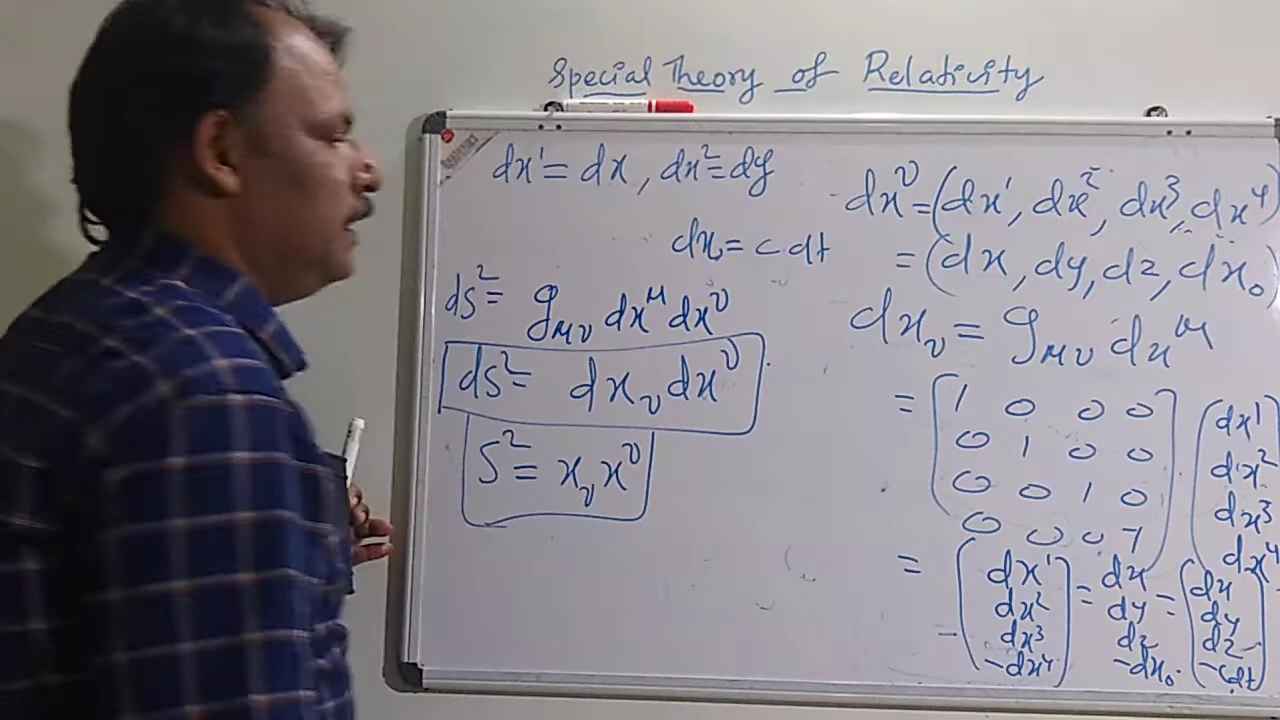 Special Theory of Relativity
dx¹ = dx, dx² = dy
dx₀ = c dt
ds² = g_μν dx^μ dx^ν
ds² = dx_ν dx^ν
S² = x_ν x^ν
dx^ν = (dx¹, dx², dx³, dx⁴)
= (dx, dy, dz, dx₀)
dx_ν = g_μν dx^μ
= (1 0 0 0) (dx¹)
0 1 0 0 dx²
0 0 1 0 dx³
0 0 0 -1 dx⁴
= (dx¹) = dx = (dx)
dx² dy dy
dx³ dz dz
-dx⁴ -dx₀ -cdt